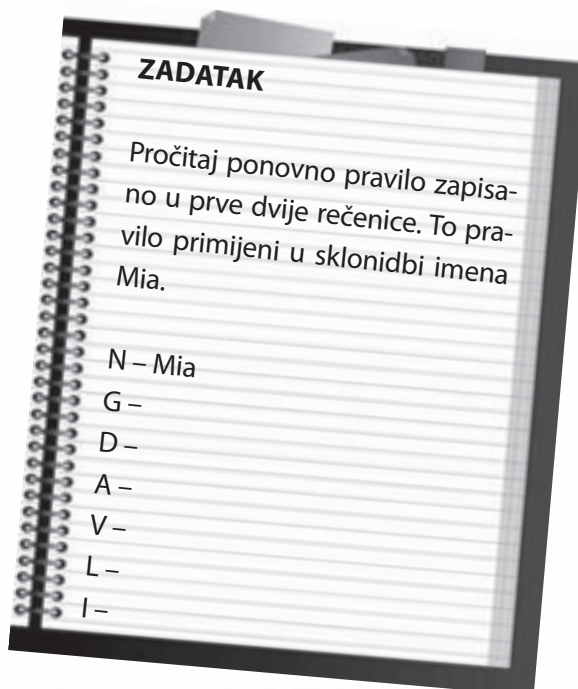 ZADATAK
Pročitaj ponovno pravilo zapisa-
no u prve dvije rečenice. To pra-
vilo primijeni u sklonidbi imena
Mia.
N – Mia
G –
D –
A –
V –
L –
I –